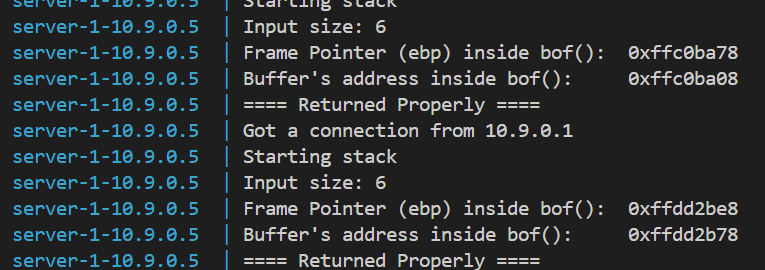 server-1-10.9.0.5 | Starting stack
server-1-10.9.0.5 | Input size: 6
server-1-10.9.0.5 | Frame Pointer (ebp) inside bof():  0xffc0ba78
server-1-10.9.0.5 | Buffer's address inside bof():     0xffc0ba08
server-1-10.9.0.5 | ==== Returned Properly ====
server-1-10.9.0.5 | Got a connection from 10.9.0.1
server-1-10.9.0.5 | Starting stack
server-1-10.9.0.5 | Input size: 6
server-1-10.9.0.5 | Frame Pointer (ebp) inside bof():  0xffdd2be8
server-1-10.9.0.5 | Buffer's address inside bof():     0xffdd2b78
server-1-10.9.0.5 | ==== Returned Properly ====